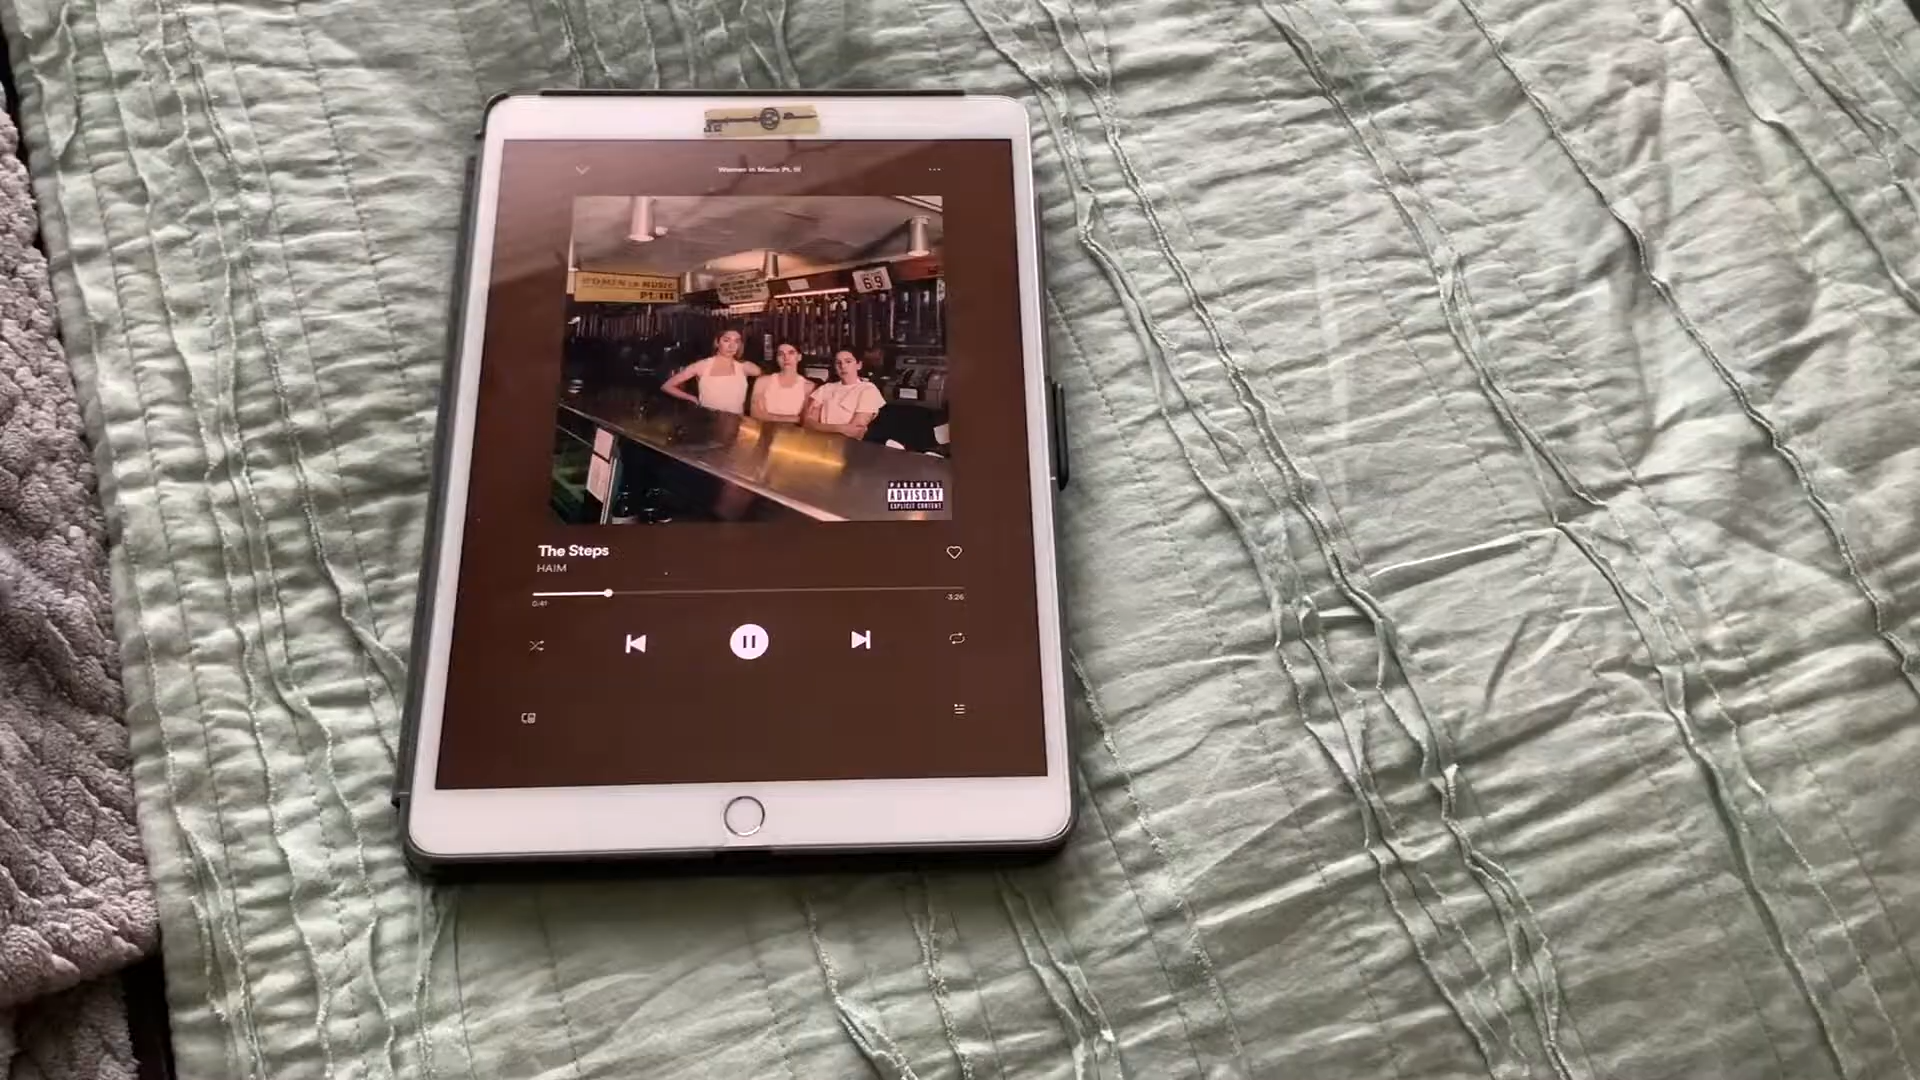 Women in Music Pt. III
WOMEN IN MUSIC
Pt. III
69
PARENTAL
ADVISORY
EXPLICIT CONTENT
The Steps
HAIM
0:41
-3:26